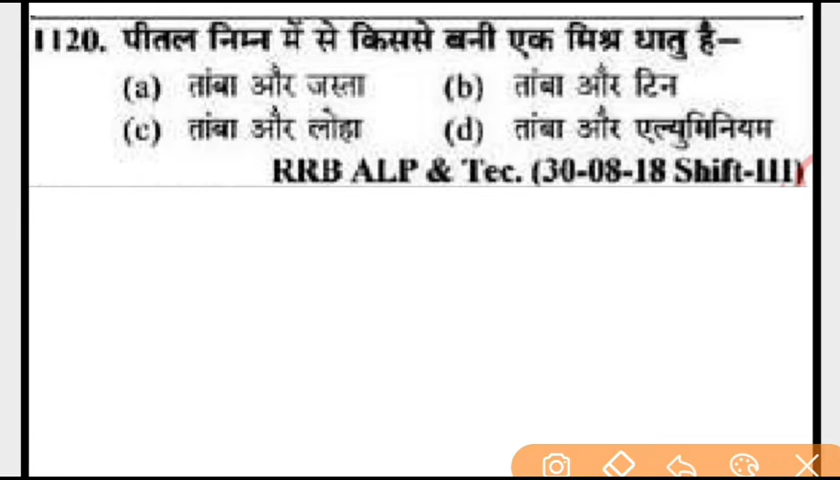 1120. पीतल निम्न में से किससे बनी एक मिश्र धातु है–
(a) तांबा और जस्ता (b) तांबा और टिन
(c) तांबा और लोहा (d) तांबा और एल्युमिनियम
RRB ALP & Tec. (30-08-18 Shift-III)